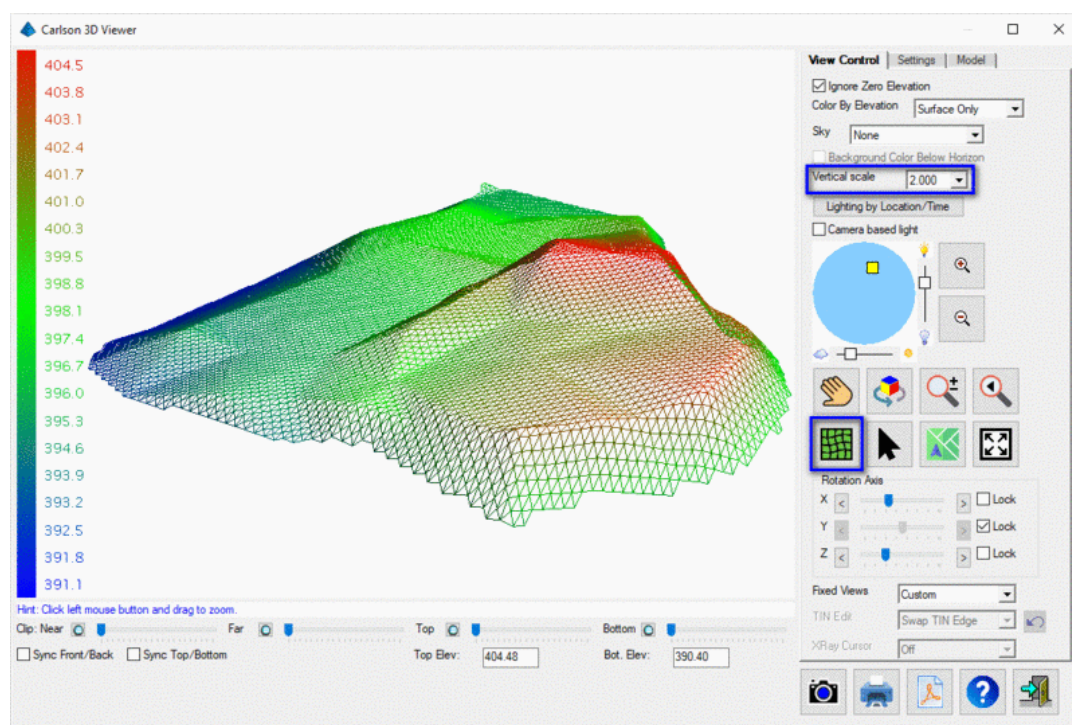 Carlson 3D Viewer
404.5
403.8
403.1
402.4
401.7
401.0
400.3
399.5
398.8
398.1
397.4
396.7
396.0
395.3
394.6
393.9
393.2
392.5
391.8
391.1
Hint: Click left mouse button and drag to zoom.
Clip: Near Far Top Bottom
Sync Front/Back Sync Top/Bottom Top Elev: 404.48 Bot. Elev: 390.40
View Control Settings Model
Ignore Zero Elevation
Color By Elevation Surface Only
Sky None
Background Color Below Horizon
Vertical scale 2.000
Lighting by Location/Time
Camera based light
A
Rotation Axis
X < > Lock
Y < > Lock
Z < > Lock
Fixed Views Custom
TIN Edit Swap TIN Edge
XRay Cursor Off
?